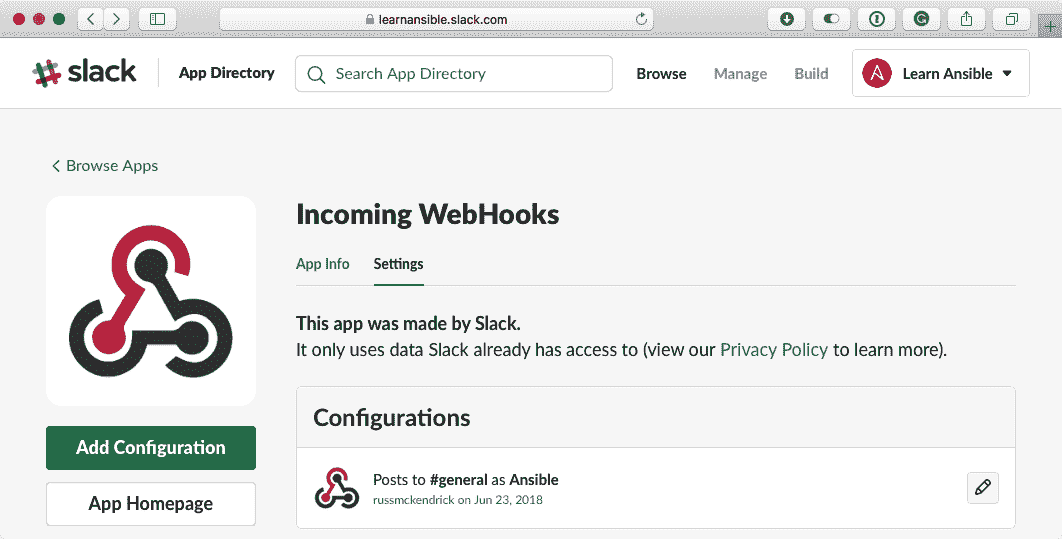 learnansible.slack.com
slack
App Directory
Search App Directory
Browse
Manage
Build
Learn Ansible
Browse Apps
Incoming WebHooks
App Info
Settings
This app was made by Slack.
It only uses data Slack already has access to (view our Privacy Policy to learn more).
Add Configuration
App Homepage
Configurations
Posts to #general as Ansible
russmckendrick on Jun 23, 2018